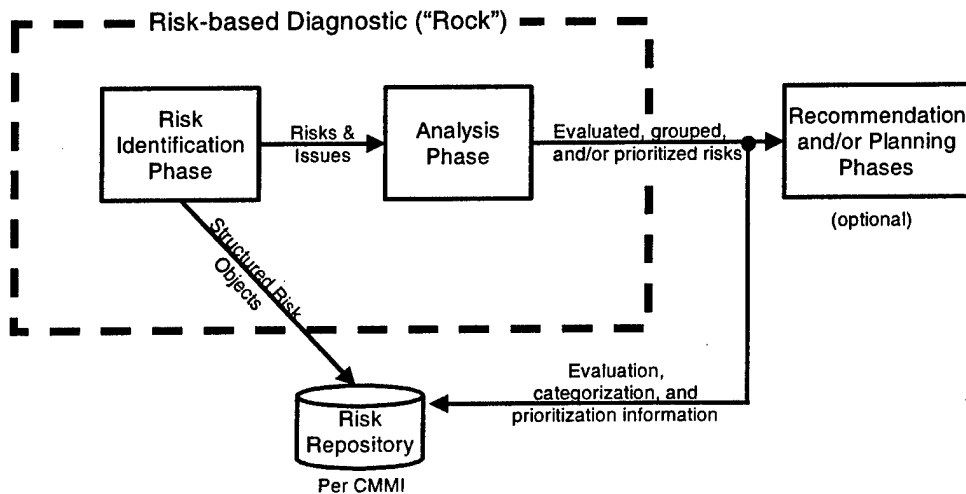 Risk-based Diagnostic (“Rock”)
Risk
Identification
Phase
Risks &
Issues
Analysis
Phase
Evaluated, grouped,
and/or prioritized risks
Recommendation
and/or Planning
Phases
(optional)
Structured Risk
Objects
Evaluation,
categorization, and
prioritization information
Risk
Repository
Per CMMI